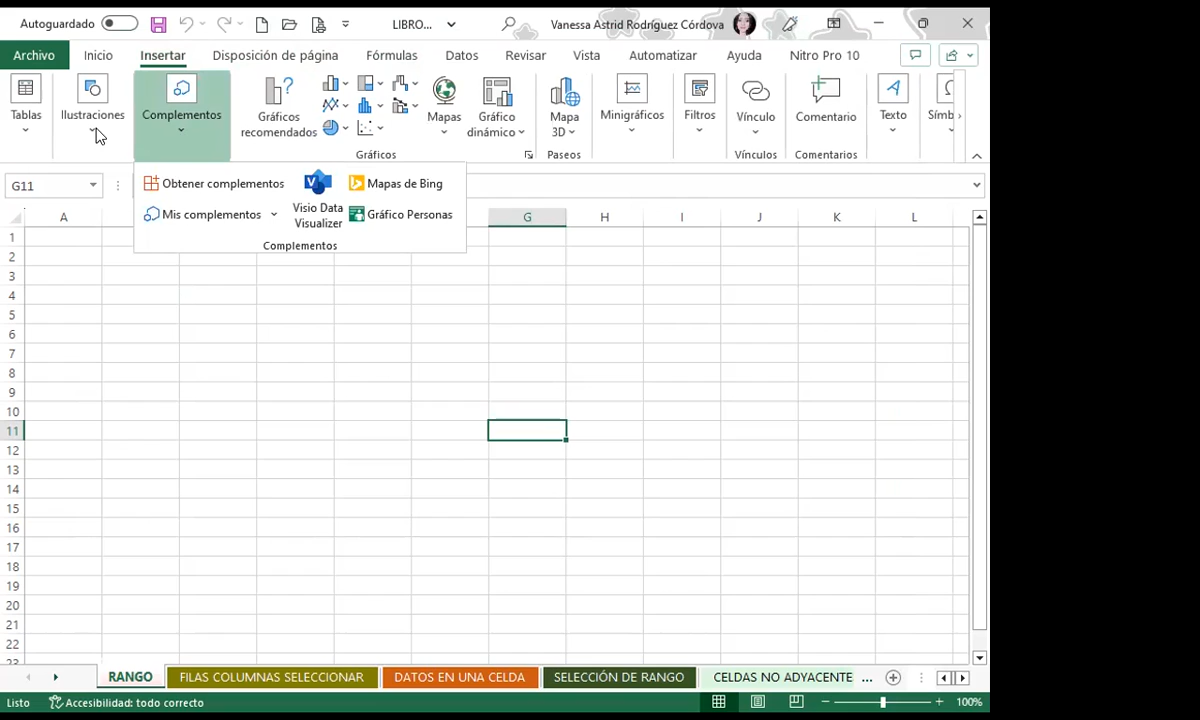 Autoguardado LIBRO... Vanessa Astrid Rodríguez Córdova
Archivo Inicio Insertar Disposición de página Fórmulas Datos Revisar Vista Automatizar Ayuda Nitro Pro 10
Tablas Ilustraciones Complementos Gráficos recomendados Mapas Gráfico dinámico Mapa 3D Minigráficos Filtros Vínculo Comentario Texto Símb
Gráficos Paseos Vínculos Comentarios
G11
Obtener complementos Visio Data Visualizer Mapas de Bing
Mis complementos Gráfico Personas
Complementos
A G H I J K L
1
2
3
4
5
6
7
8
9
10
11
12
13
14
15
16
17
18
19
20
21
22
23
RANGO FILAS COLUMNAS SELECCIONAR DATOS EN UNA CELDA SELECCIÓN DE RANGO CELDAS NO ADYACENTE ...
Listo Accesibilidad: todo correcto 100%